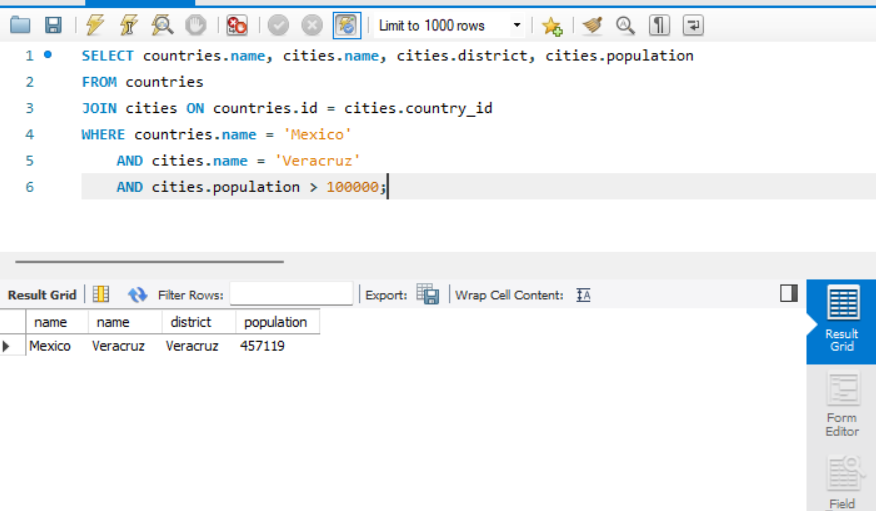 Limit to 1000 rows
1 SELECT countries.name, cities.name, cities.district, cities.population
2 FROM countries
3 JOIN cities ON countries.id = cities.country_id
4 WHERE countries.name = 'Mexico'
5 AND cities.name = 'Veracruz'
6 AND cities.population > 100000;
Result Grid Filter Rows: Export: Wrap Cell Content: IA
name name district population
Mexico Veracruz Veracruz 457119
Result
Grid
Form
Editor
Field